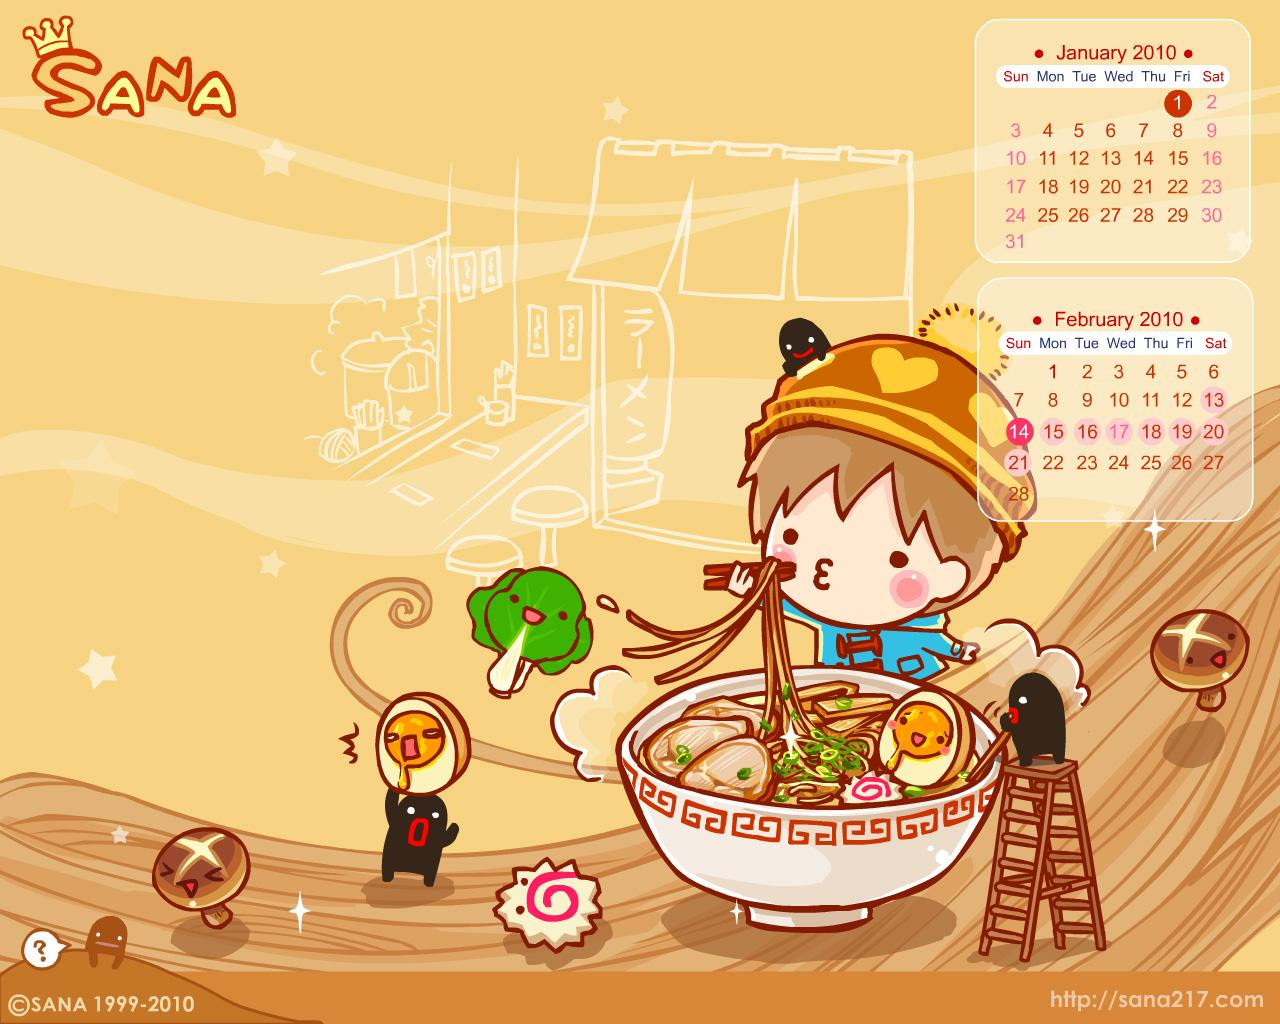 SANA
● January 2010 ●
Sun Mon Tue Wed Thu Fri Sat
1 2
3 4 5 6 7 8 9
10 11 12 13 14 15 16
17 18 19 20 21 22 23
24 25 26 27 28 29 30
31
● February 2010 ●
Sun Mon Tue Wed Thu Fri Sat
1 2 3 4 5 6
7 8 9 10 11 12 13
14 15 16 17 18 19 20
21 22 23 24 25 26 27
28
ラーメン
?
©SANA 1999-2010
http://sana217.com